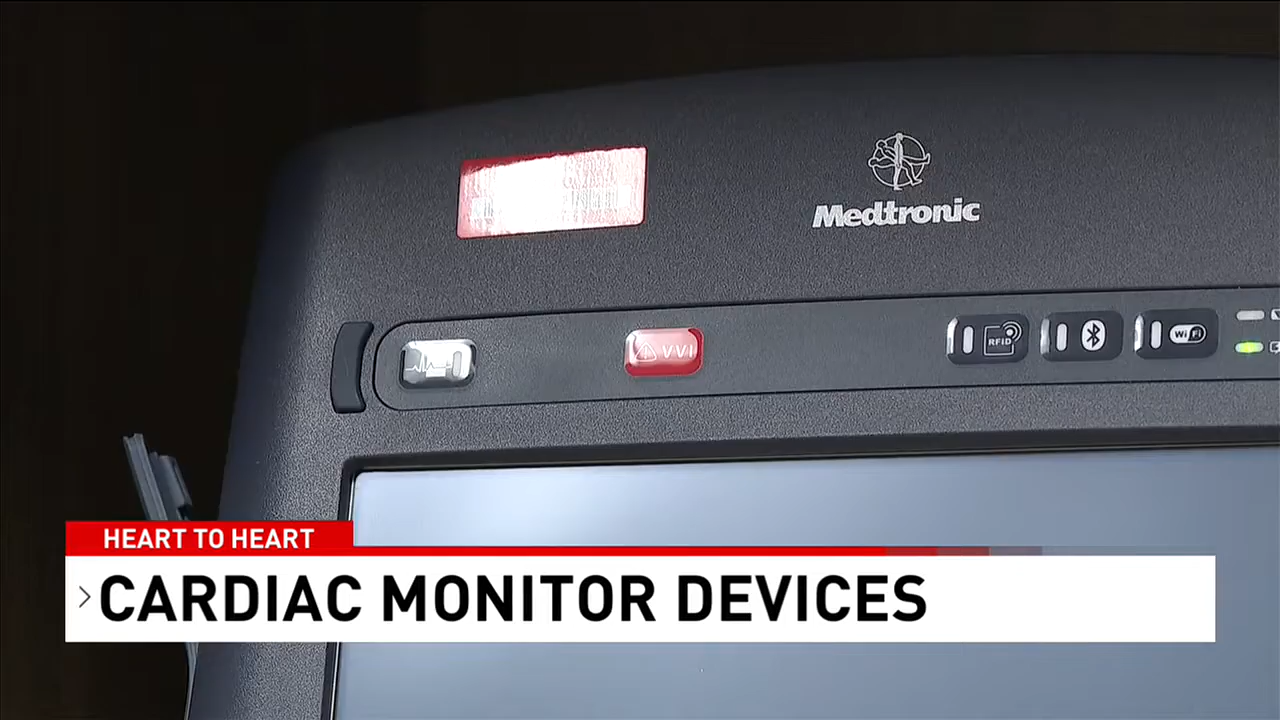 Medtronic
VVI
RFID
WiFi
HEART TO HEART
CARDIAC MONITOR DEVICES